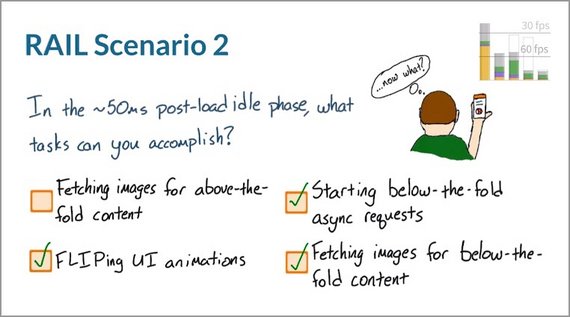 RAIL Scenario 2
30 fps
60 fps
...now what?
In the ~50ms post-load idle phase, what
tasks can you accomplish?
Fetching images for above-the-
fold content
Starting below-the-fold
async requests
FLIPing UI animations
Fetching images for below-the-
fold content